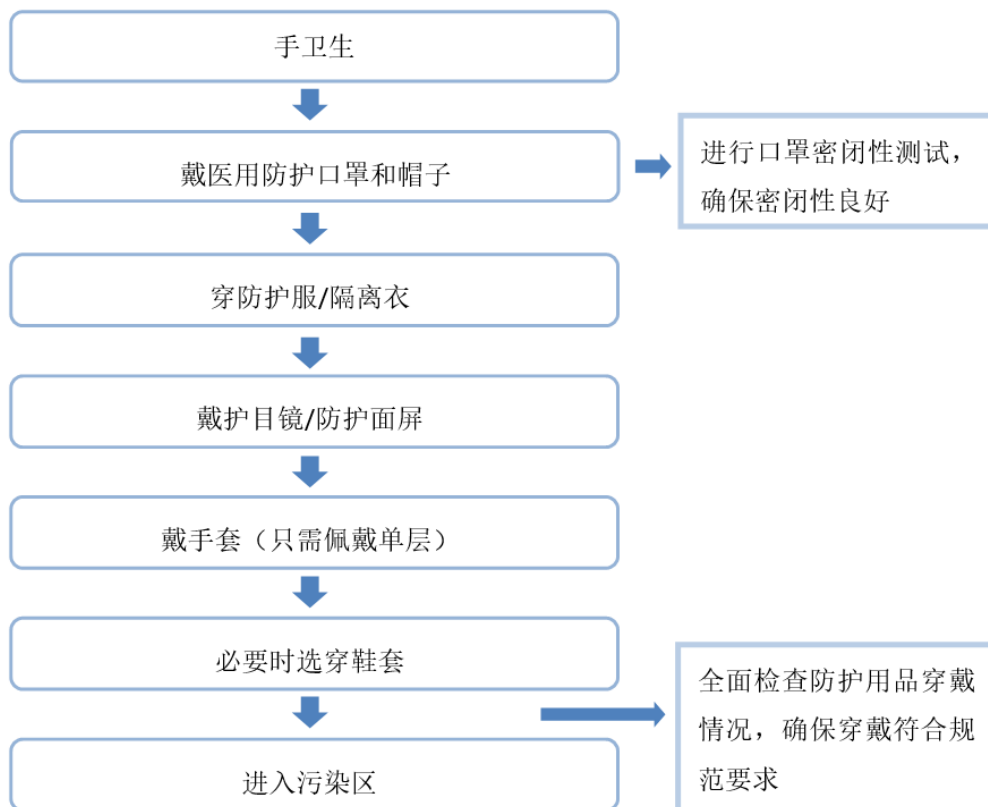 手卫生
戴医用防护口罩和帽子
进行口罩密闭性测试，
确保密闭性良好
穿防护服/隔离衣
戴护目镜/防护面屏
戴手套（只需佩戴单层）
必要时选穿鞋套
全面检查防护用品穿戴
情况，确保穿戴符合规
范要求
进入污染区